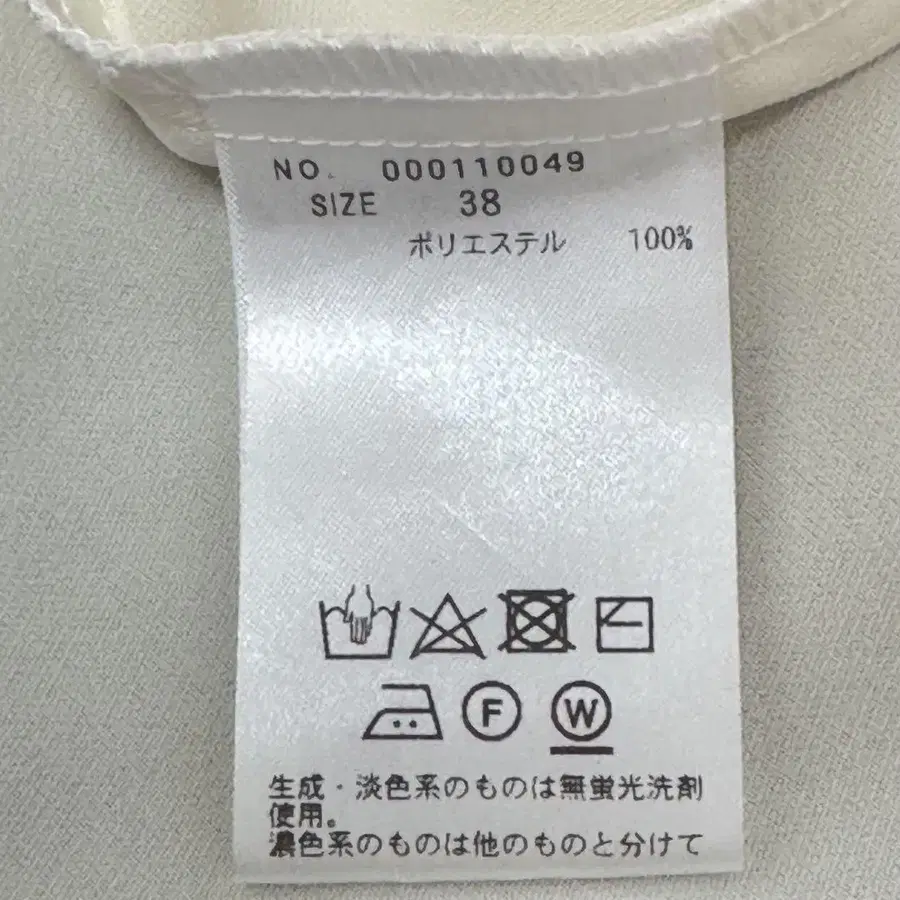 NO. 000110049
SIZE 38
ポリエステル 100%
F W
生成・淡色系のものは無蛍光洗剤
使用。
濃色系のものは他のものと分けて